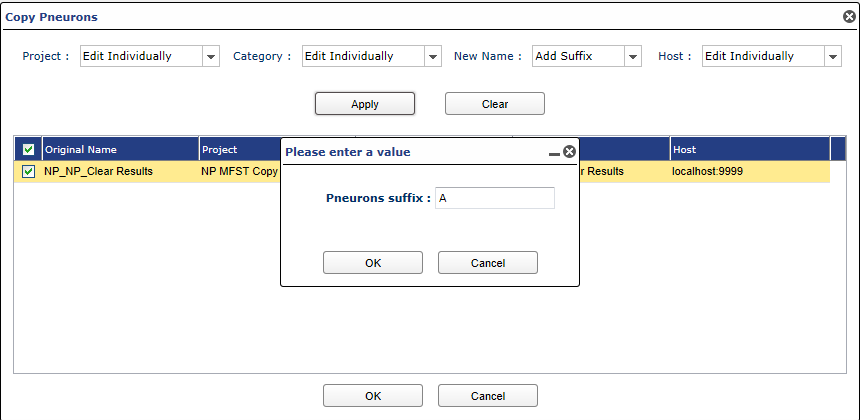 Copy Pneurons
Project : Edit Individually Category : Edit Individually New Name : Add Suffix Host : Edit Individually
Apply Clear
Original Name Project Host
NP_NP_Clear Results NP MFST Copy r Results localhost:9999
Please enter a value
Pneurons suffix : A
OK Cancel
OK Cancel